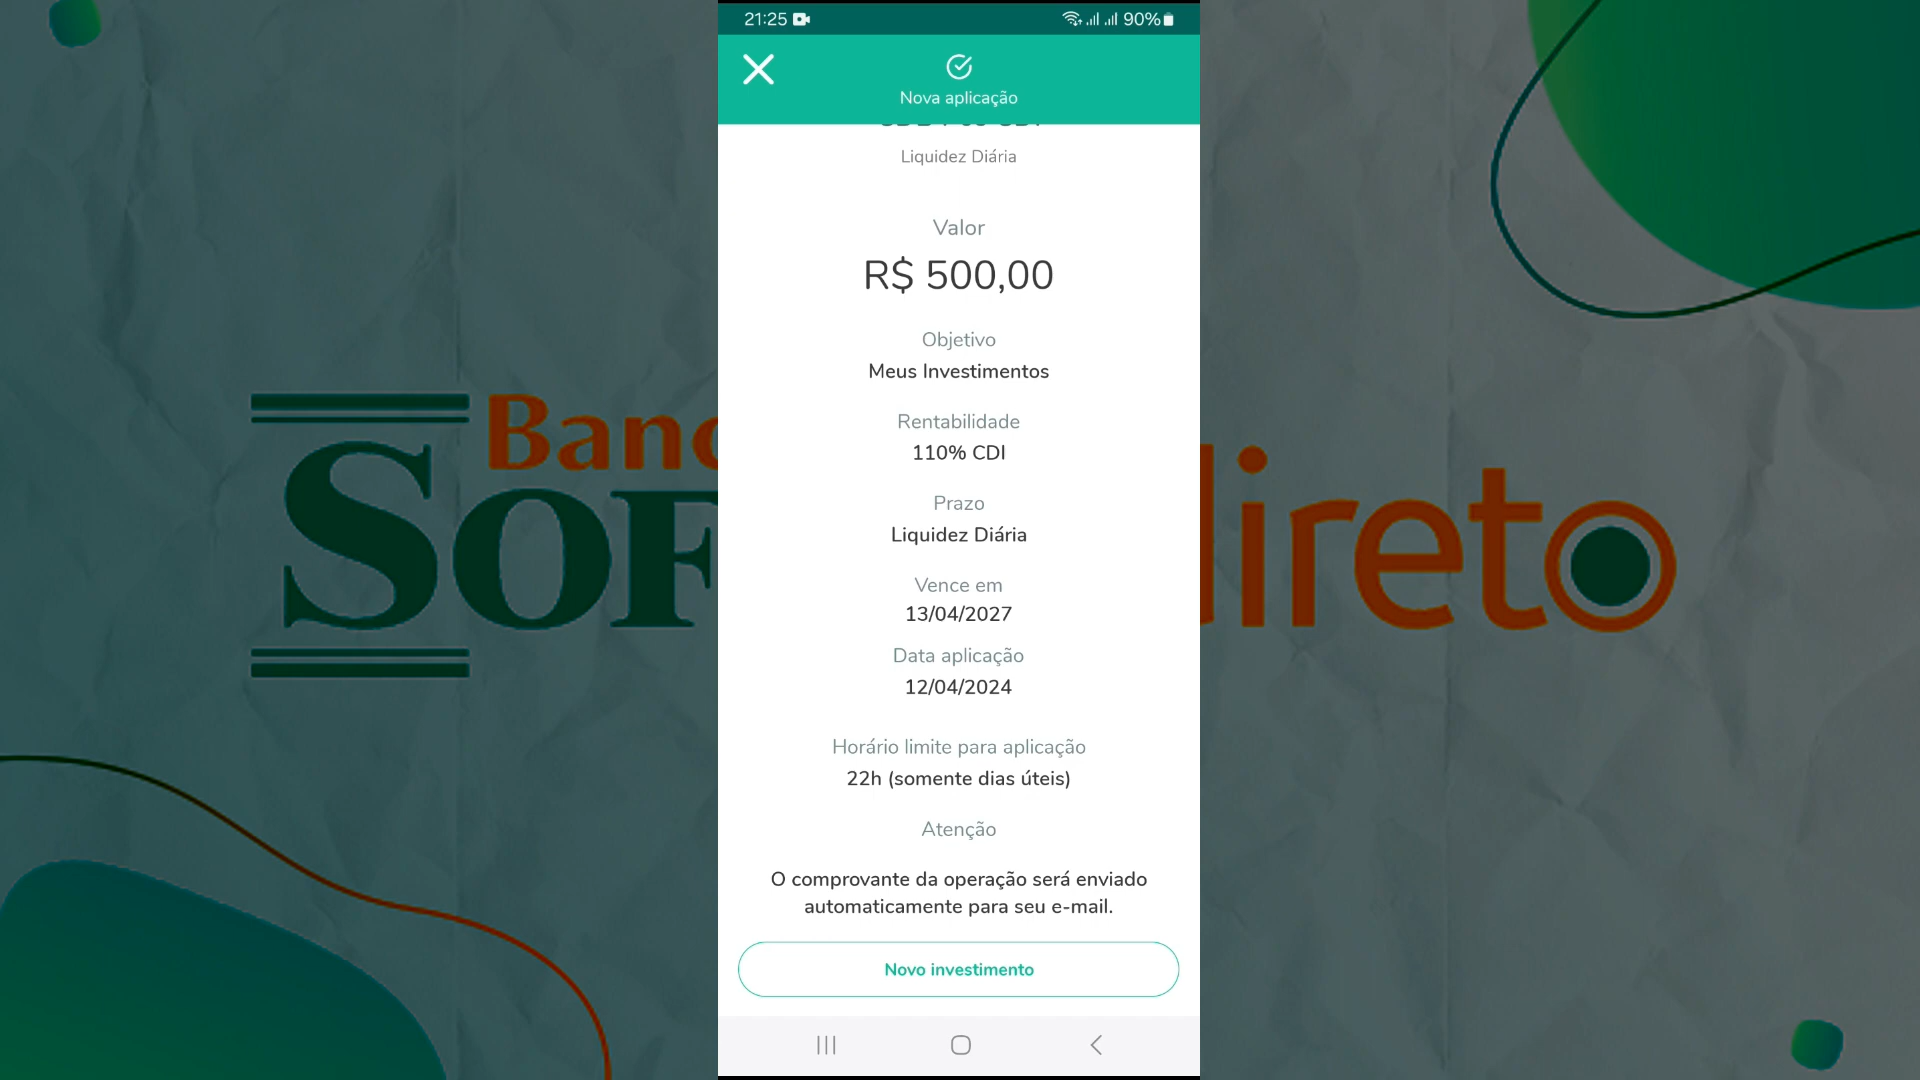 21:25
90%
Nova aplicação
Liquidez Diária
Valor
R$ 500,00
Objetivo
Meus Investimentos
Rentabilidade
110% CDI
Prazo
Liquidez Diária
Vence em
13/04/2027
Data aplicação
12/04/2024
Horário limite para aplicação
22h (somente dias úteis)
Atenção
O comprovante da operação será enviado
automaticamente para seu e-mail.
Novo investimento
Banc
SOF
direto